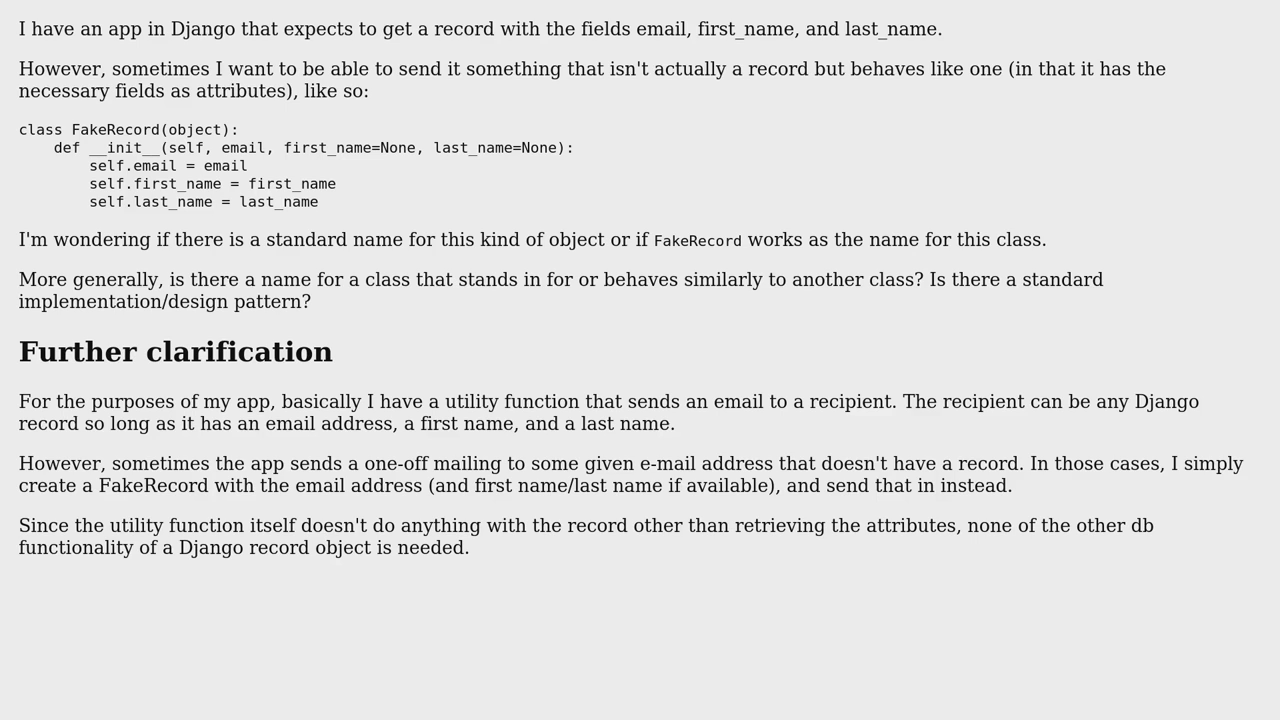 I have an app in Django that expects to get a record with the fields email, first_name, and last_name.
However, sometimes I want to be able to send it something that isn't actually a record but behaves like one (in that it has the
necessary fields as attributes), like so:
class FakeRecord(object):
    def __init__(self, email, first_name=None, last_name=None):
        self.email = email
        self.first_name = first_name
        self.last_name = last_name
I'm wondering if there is a standard name for this kind of object or if FakeRecord works as the name for this class.
More generally, is there a name for a class that stands in for or behaves similarly to another class? Is there a standard
implementation/design pattern?
Further clarification
For the purposes of my app, basically I have a utility function that sends an email to a recipient. The recipient can be any Django
record so long as it has an email address, a first name, and a last name.
However, sometimes the app sends a one-off mailing to some given e-mail address that doesn't have a record. In those cases, I simply
create a FakeRecord with the email address (and first name/last name if available), and send that in instead.
Since the utility function itself doesn't do anything with the record other than retrieving the attributes, none of the other db
functionality of a Django record object is needed.